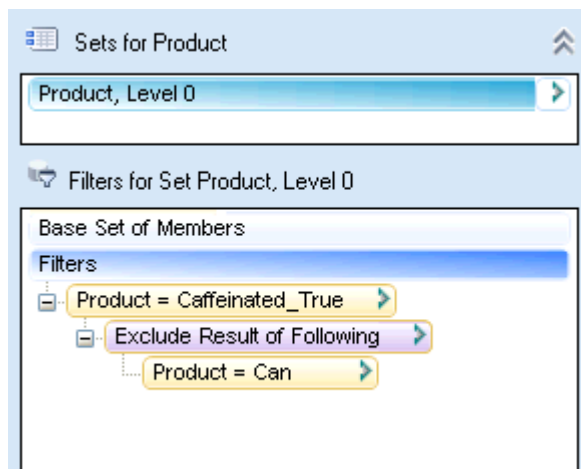 Sets for Product
Product, Level 0
Filters for Set Product, Level 0
Base Set of Members
Filters
Product = Caffeinated_True
Exclude Result of Following
Product = Can